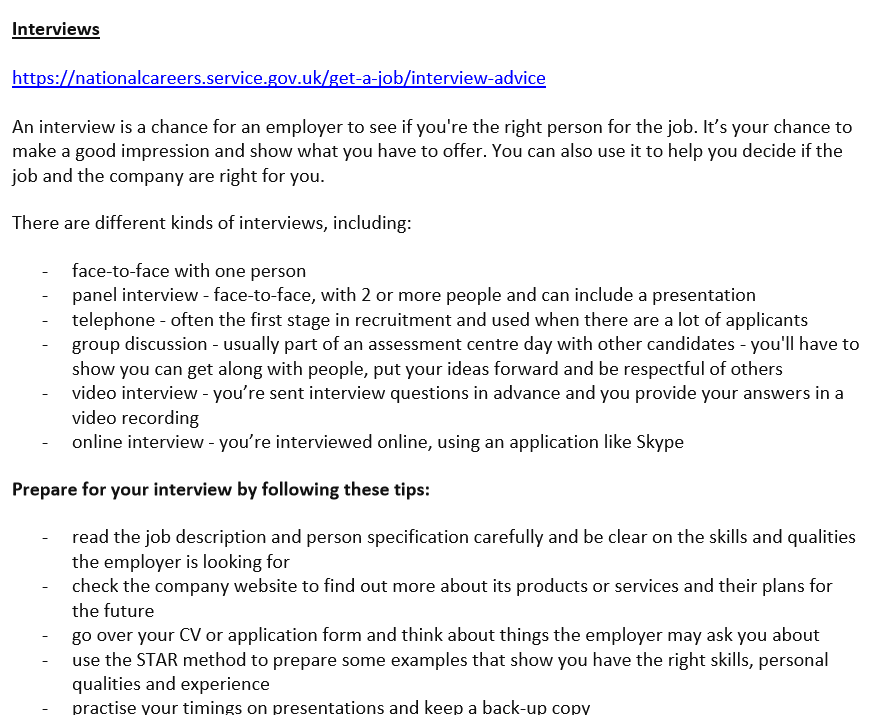 Interviews
https://nationalcareers.service.gov.uk/get-a-job/interview-advice
An interview is a chance for an employer to see if you're the right person for the job. It’s your chance to
make a good impression and show what you have to offer. You can also use it to help you decide if the
job and the company are right for you.
There are different kinds of interviews, including:
- face-to-face with one person
- panel interview - face-to-face, with 2 or more people and can include a presentation
- telephone - often the first stage in recruitment and used when there are a lot of applicants
- group discussion - usually part of an assessment centre day with other candidates - you'll have to
show you can get along with people, put your ideas forward and be respectful of others
- video interview - you’re sent interview questions in advance and you provide your answers in a
video recording
- online interview - you’re interviewed online, using an application like Skype
Prepare for your interview by following these tips:
- read the job description and person specification carefully and be clear on the skills and qualities
the employer is looking for
- check the company website to find out more about its products or services and their plans for
the future
- go over your CV or application form and think about things the employer may ask you about
- use the STAR method to prepare some examples that show you have the right skills, personal
qualities and experience
- practise your timings on presentations and keep a back-up copy